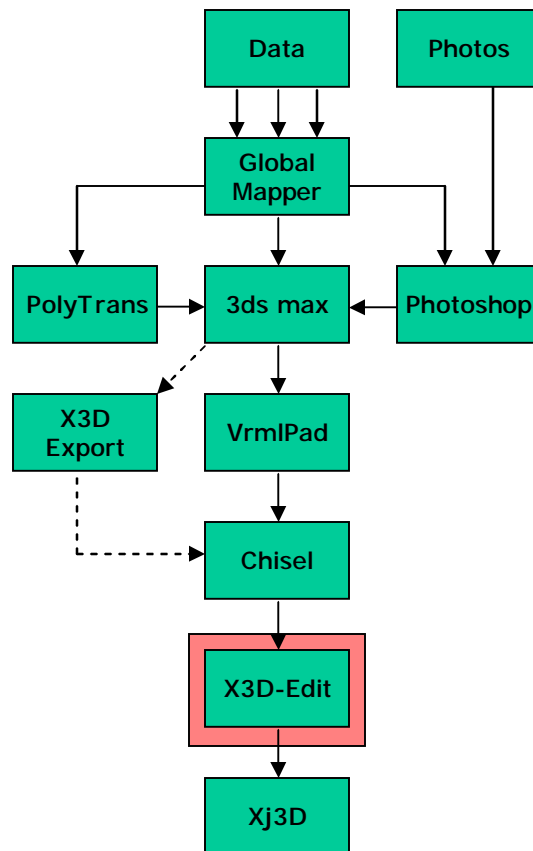 Data
Photos
Global
Mapper
PolyTrans
3ds max
Photoshop
X3D
Export
VrmlPad
Chisel
X3D-Edit
Xj3D